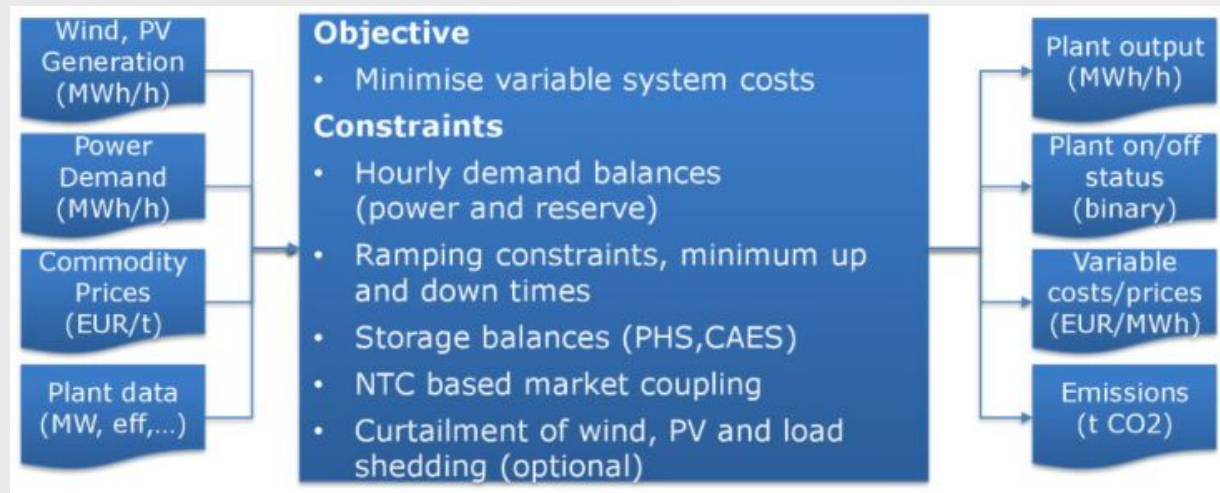 Wind, PV
Generation
(MWh/h)
Power
Demand
(MWh/h)
Commodity
Prices
(EUR/t)
Plant data
(MW, eff,...)
Objective
• Minimise variable system costs
Constraints
• Hourly demand balances
(power and reserve)
• Ramping constraints, minimum up
and down times
• Storage balances (PHS,CAES)
• NTC based market coupling
• Curtailment of wind, PV and load
shedding (optional)
Plant output
(MWh/h)
Plant on/off
status
(binary)
Variable
costs/prices
(EUR/MWh)
Emissions
(t CO2)